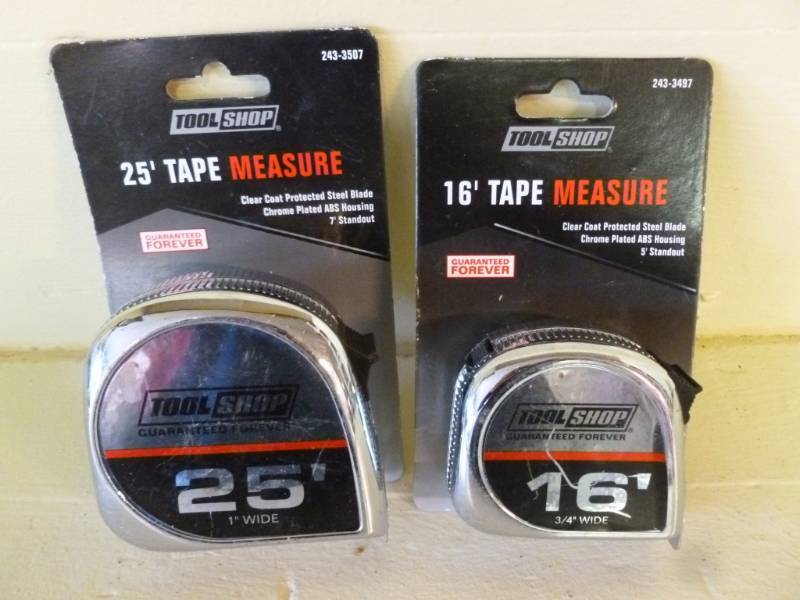 243-3507
TOOL SHOP®
25' TAPE MEASURE
Clear Coat Protected Steel Blade
Chrome Plated ABS Housing
7' Standout
GUARANTEED
FOREVER
TOOL SHOP
GUARANTEED FOREVER
25'
1" WIDE
243-3497
TOOL SHOP®
16' TAPE MEASURE
Clear Coat Protected Steel Blade
Chrome Plated ABS Housing
5' Standout
GUARANTEED
FOREVER
TOOL SHOP
GUARANTEED FOREVER
16'
3/4" WIDE